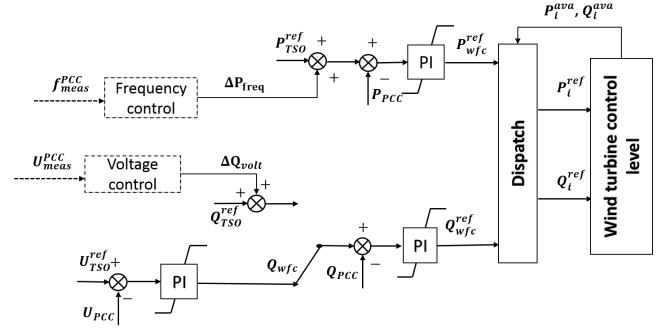 P_i^ava, Q_i^ava
P_TSO^ref
+
+
+
−
P_PCC
PI
P_wfc^ref
f_meas^PCC
Frequency
control
ΔP_freq
Dispatch
P_i^ref
Q_i^ref
Wind turbine control
level
U_meas^PCC
Voltage
control
ΔQ_volt
+
+
Q_TSO^ref
U_TSO^ref
+
−
U_PCC
PI
Q_wfc
+
−
Q_PCC
PI
Q_wfc^ref